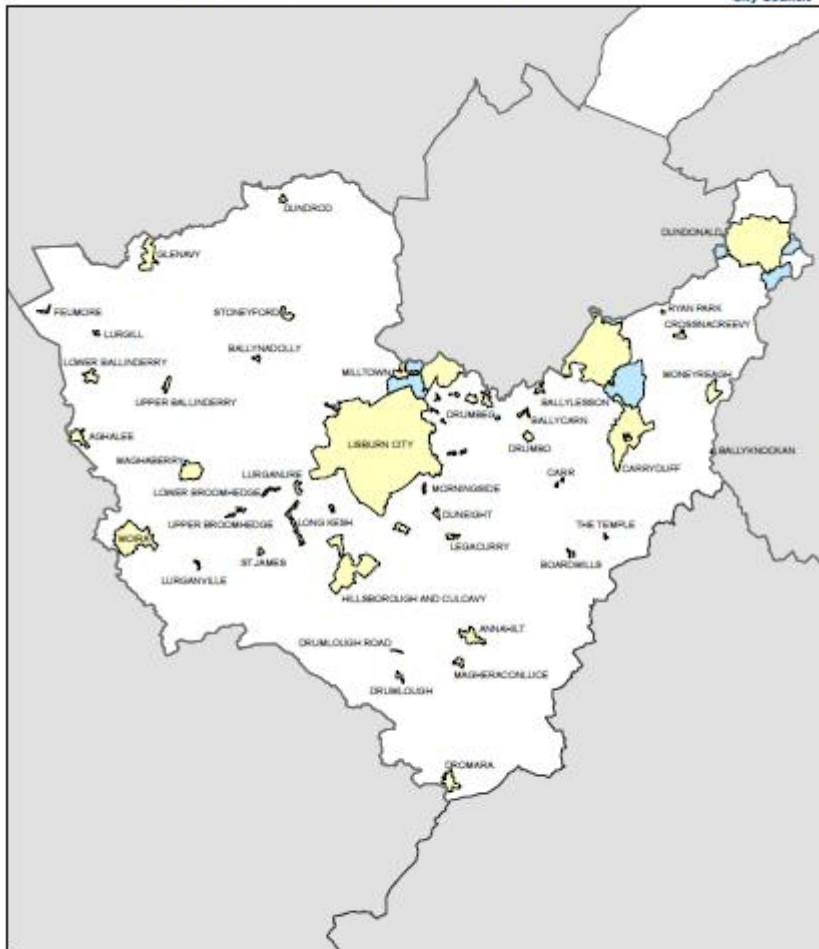 City Council
DUNDROD
DUNDONALD
GLENAVY
FEUMORE
STONEYFORD
RYAN PARK
CROSSNACREEVY
LURGILL
BALLYNADOLLY
LOWER BALLINDERRY
MILLTOWN
MONEYREAGH
UPPER BALLINDERRY
BALLYLESSON
DRUMBEG
BALLYCARN
AGHALEE
LISBURN CITY
DRUMBO
BALLYKNOCKAN
MAGHABERRY
CARRYDUFF
CARR
LURGANURE
LOWER BROOMHEDGE
MORNINGSIDE
DUNEIGHT
UPPER BROOMHEDGE
LONG KESH
THE TEMPLE
MOIRA
LEGACURRY
ST JAMES
BOARDMILLS
LURGANVILLE
HILLSBOROUGH AND CULCAVY
ANNAHILT
DRUMLOUGH ROAD
MAGHERACONLUCE
DRUMLOUGH
DROMARA